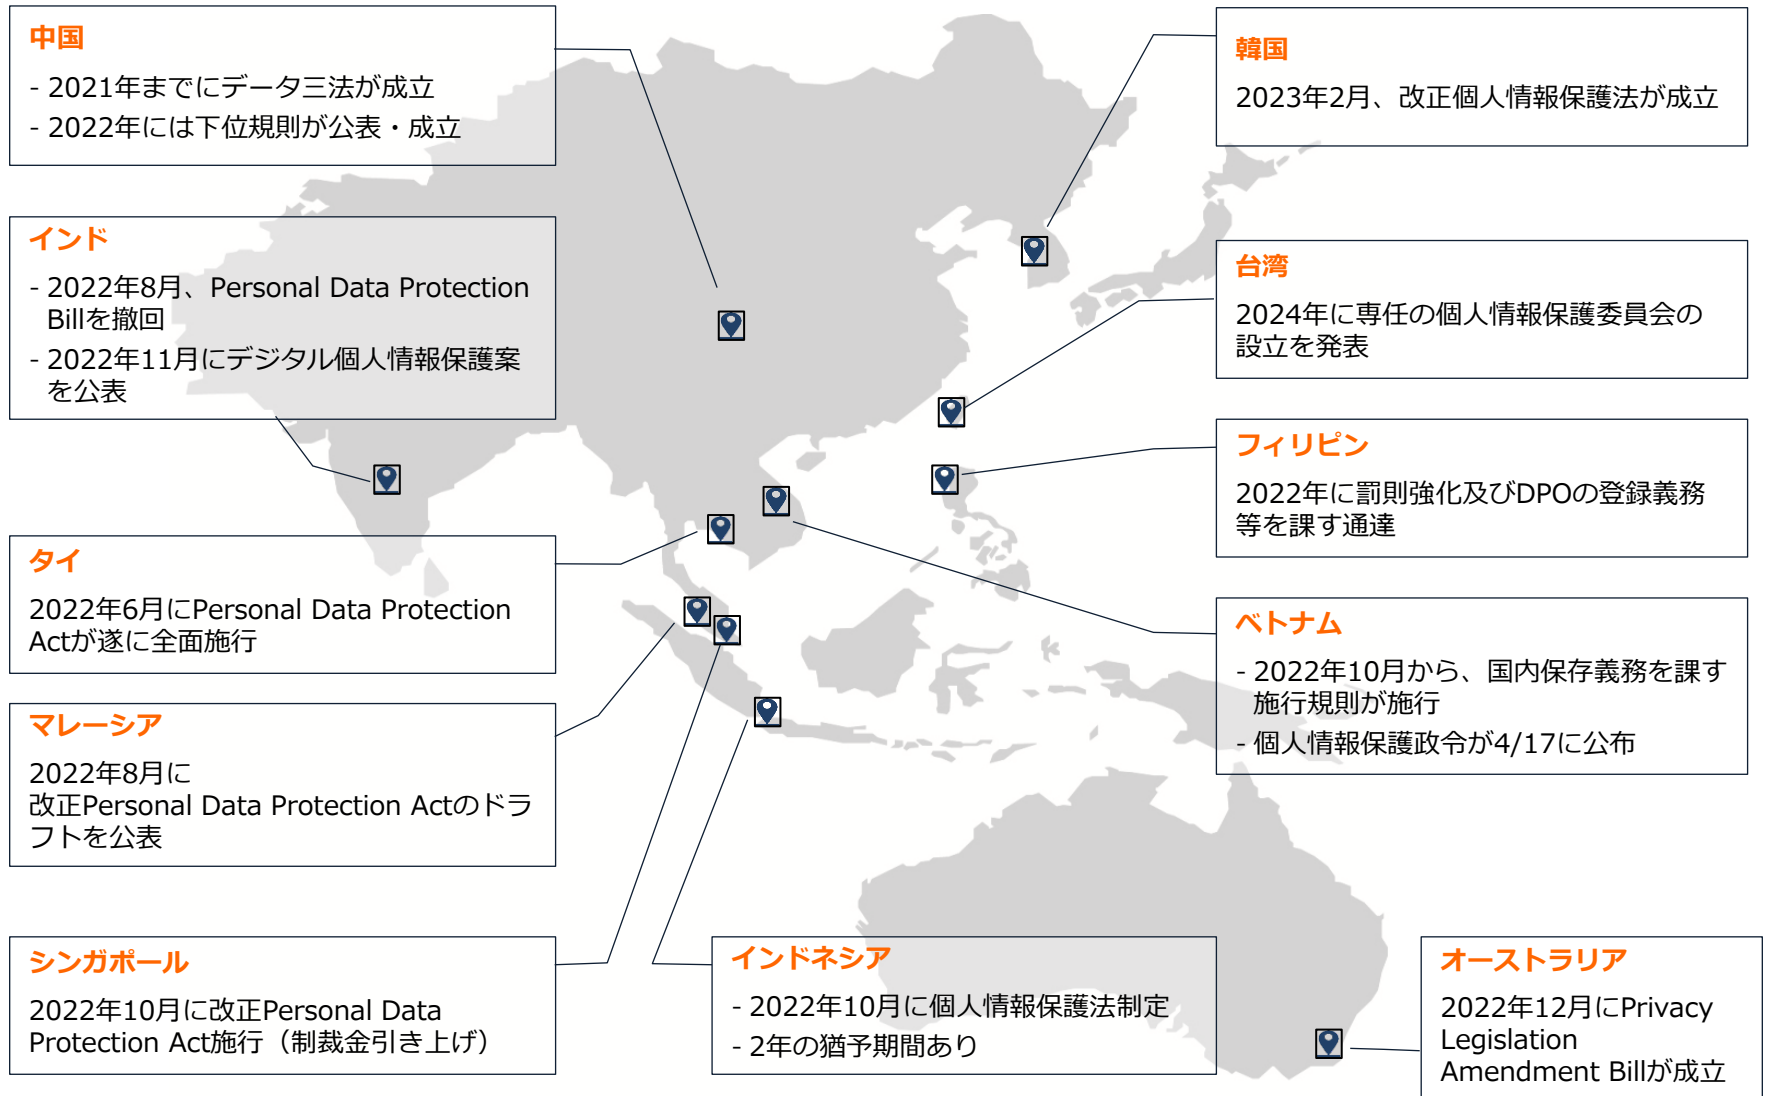 中国
- 2021年までにデータ三法が成立
- 2022年には下位規則が公表・成立
インド
- 2022年8月、Personal Data Protection
Billを撤回
- 2022年11月にデジタル個人情報保護案
を公表
タイ
2022年6月にPersonal Data Protection
Actが遂に全面施行
マレーシア
2022年8月に
改正Personal Data Protection Actのドラ
フトを公表
シンガポール
2022年10月に改正Personal Data
Protection Act施行（制裁金引き上げ）
インドネシア
- 2022年10月に個人情報保護法制定
- 2年の猶予期間あり
韓国
2023年2月、改正個人情報保護法が成立
台湾
2024年に専任の個人情報保護委員会の
設立を発表
フィリピン
2022年に罰則強化及びDPOの登録義務
等を課す通達
ベトナム
- 2022年10月から、国内保存義務を課す
施行規則が施行
- 個人情報保護政令が4/17に公布
オーストラリア
2022年12月にPrivacy
Legislation
Amendment Billが成立